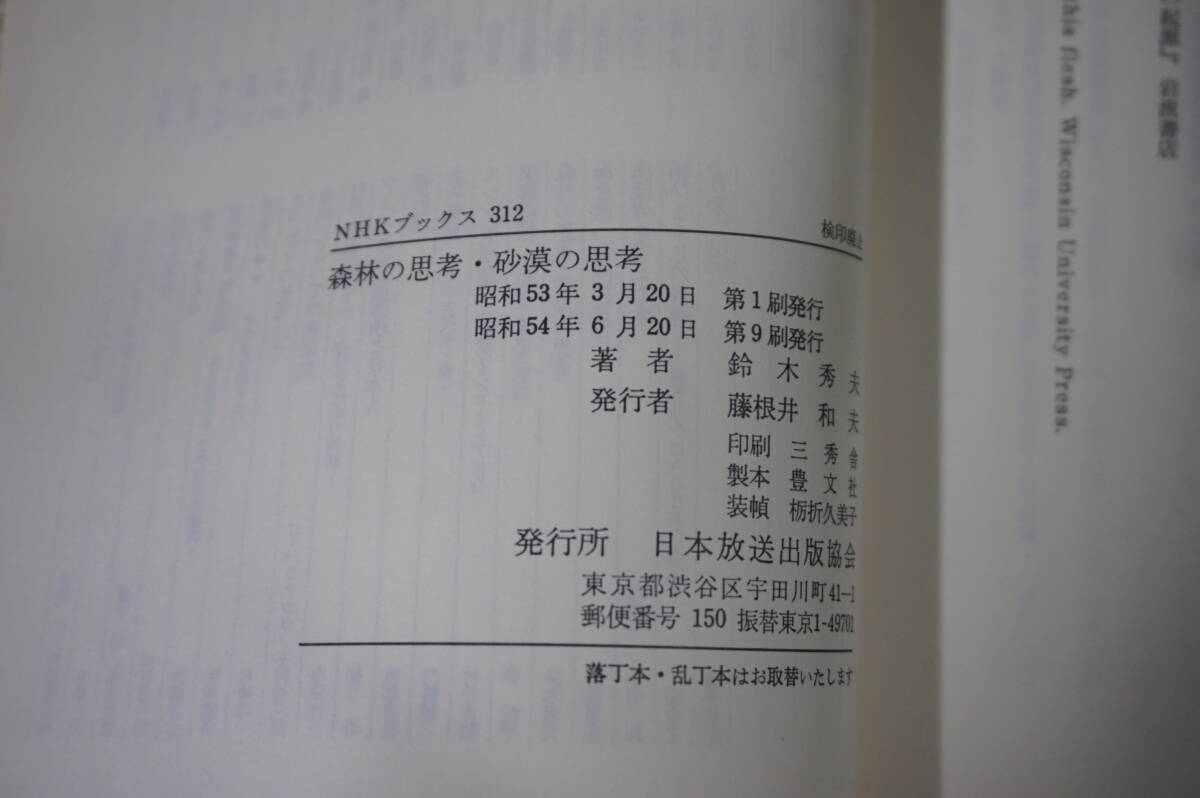 NHKブックス 312
検印廃止
森林の思考・砂漠の思考
昭和53年 3月20日 第1刷発行
昭和54年 6月20日 第9刷発行
著者 鈴木秀夫
発行者 藤根井和夫
印刷 三秀舎
製本 豊文社
装幀 栃折久美子
発行所 日本放送出版協会
東京都渋谷区宇田川町41-1
郵便番号 150 振替東京1-49701
落丁本・乱丁本はお取替いたします
起源』，岩波書店
this flesh. Wisconsin University Press.